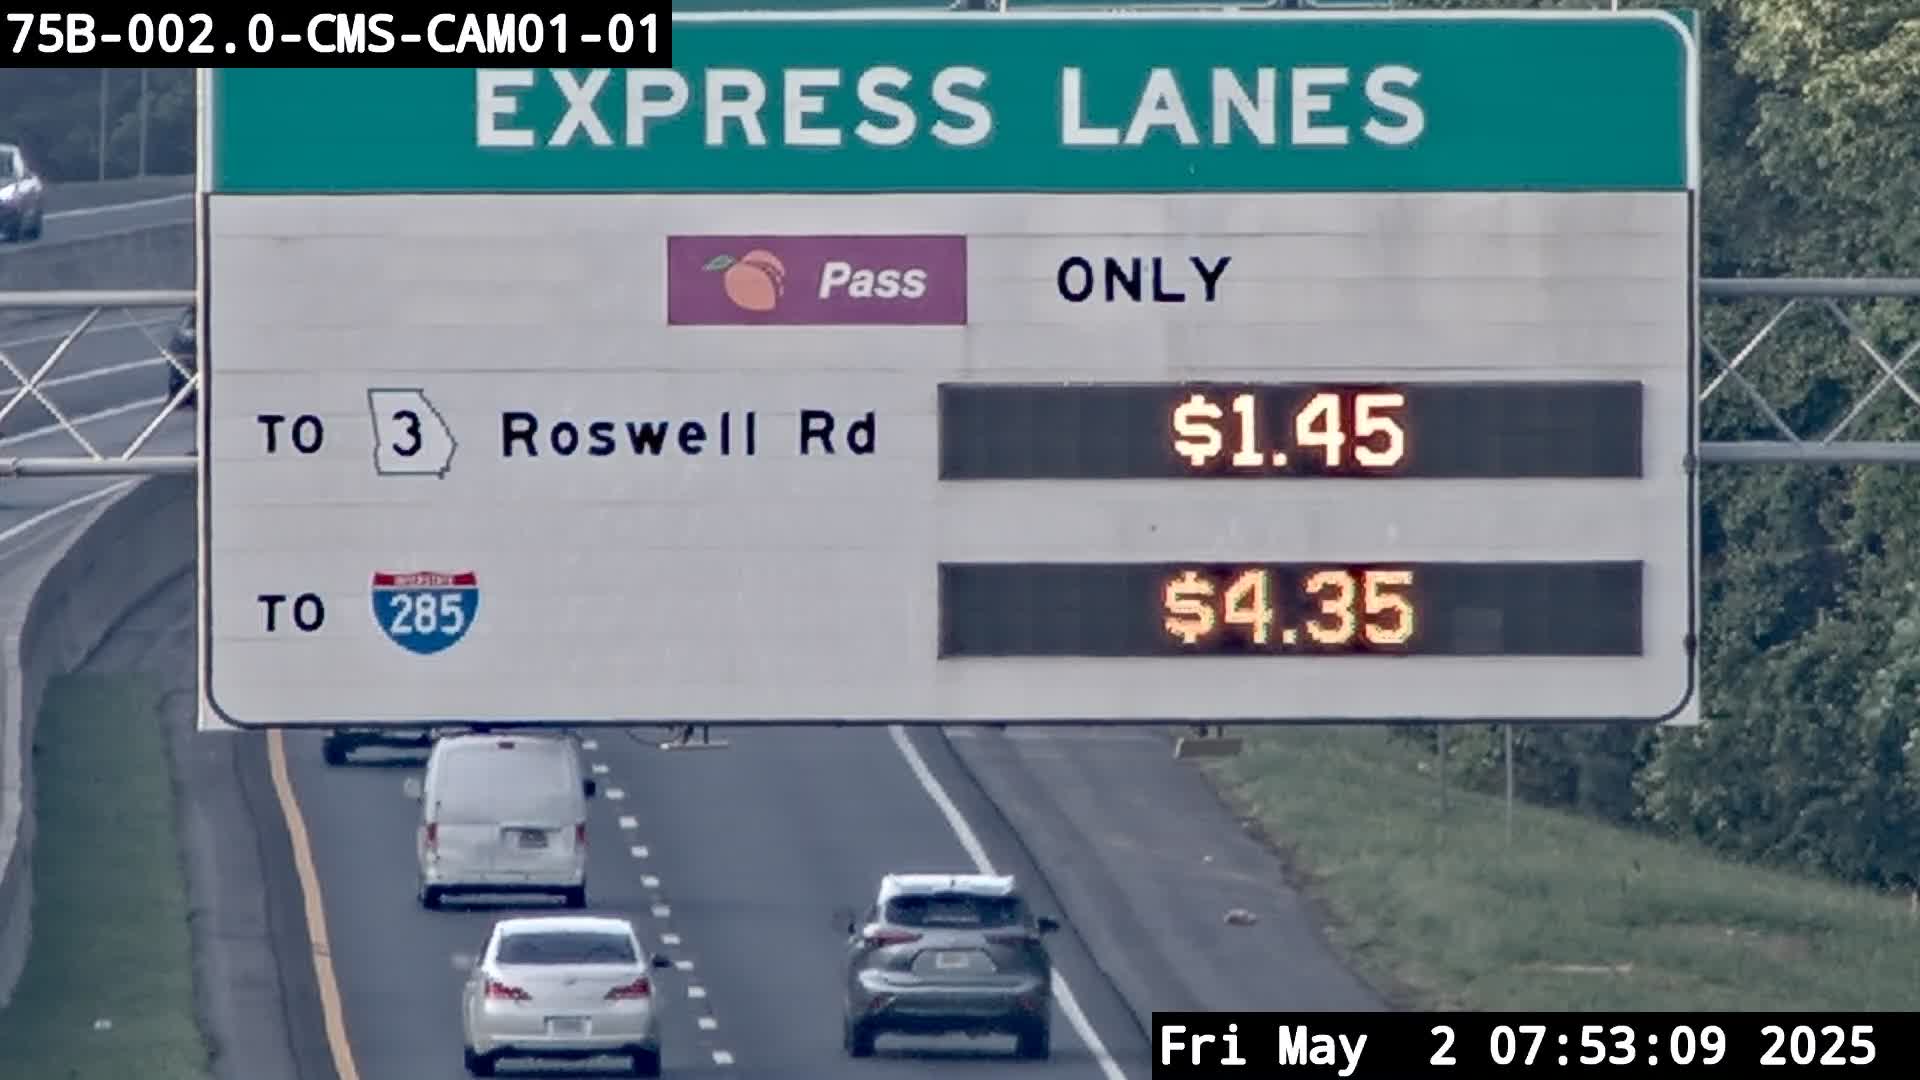 75B-002.0-CMS-CAM01-01
EXPRESS LANES
Pass ONLY
TO 3 Roswell Rd $1.45
TO INTERSTATE 285 $4.35
Fri May 2 07:53:09 2025